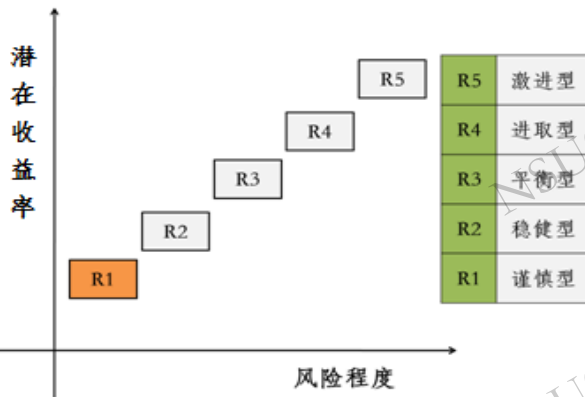 潜在收益率
R5
R4
R3
R2
R1
风险程度
R5 激进型
R4 进取型
R3 平衡型
R2 稳健型
R1 谨慎型